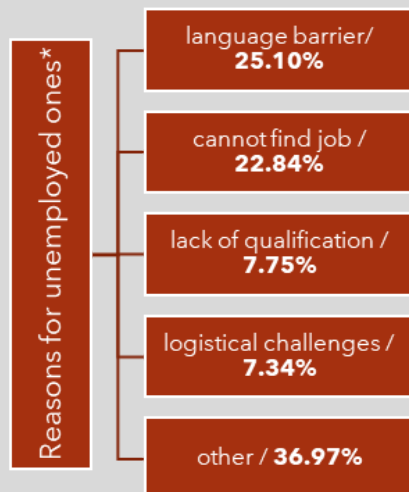 Reasons for unemployed ones*
language barrier/
25.10%
cannot find job /
22.84%
lack of qualification /
7.75%
logistical challenges /
7.34%
other / 36.97%